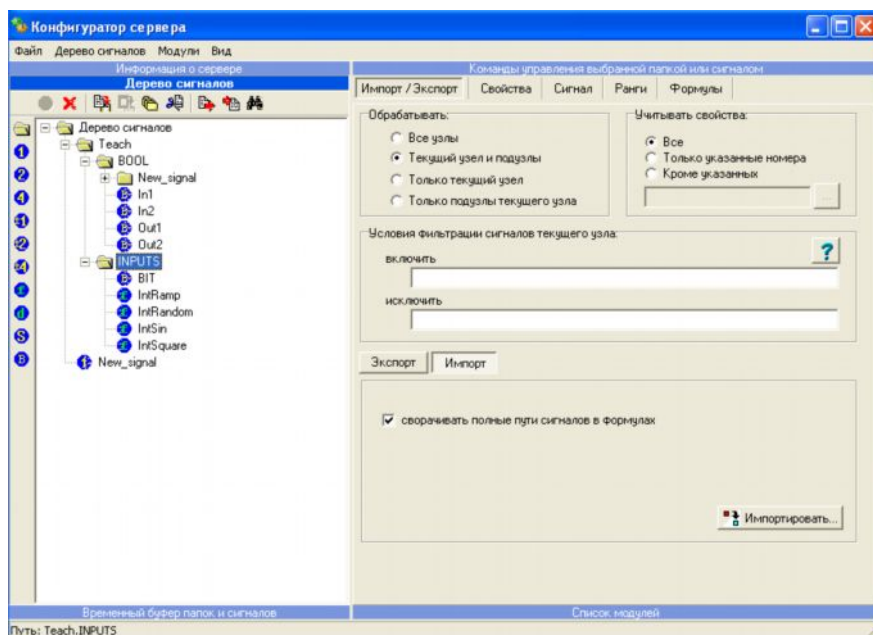 Конфигуратор сервера
Файл Дерево сигналов Модули Вид
Информация о сервере
Дерево сигналов
Дерево сигналов
Teach
BOOL
New_signal
In1
In2
Out1
Out2
INPUTS
BIT
IntRamp
IntRandom
IntSin
IntSquare
New_signal
Временный буфер папок и сигналов
Команды управления выбранной папкой или сигналом
Импорт / Экспорт Свойства Сигнал Ранги Формулы
Обрабатывать:
Все узлы
Текущий узел и подузлы
Только текущий узел
Только подузлы текущего узла
Учитывать свойства:
Все
Только указанные номера
Кроме указанных
...
Условия фильтрации сигналов текущего узла:
?
включить
исключить
Экспорт Импорт
сворачивать полные пути сигналов в формулах
Импортировать...
Список модулей
Путь: Teach.INPUTS